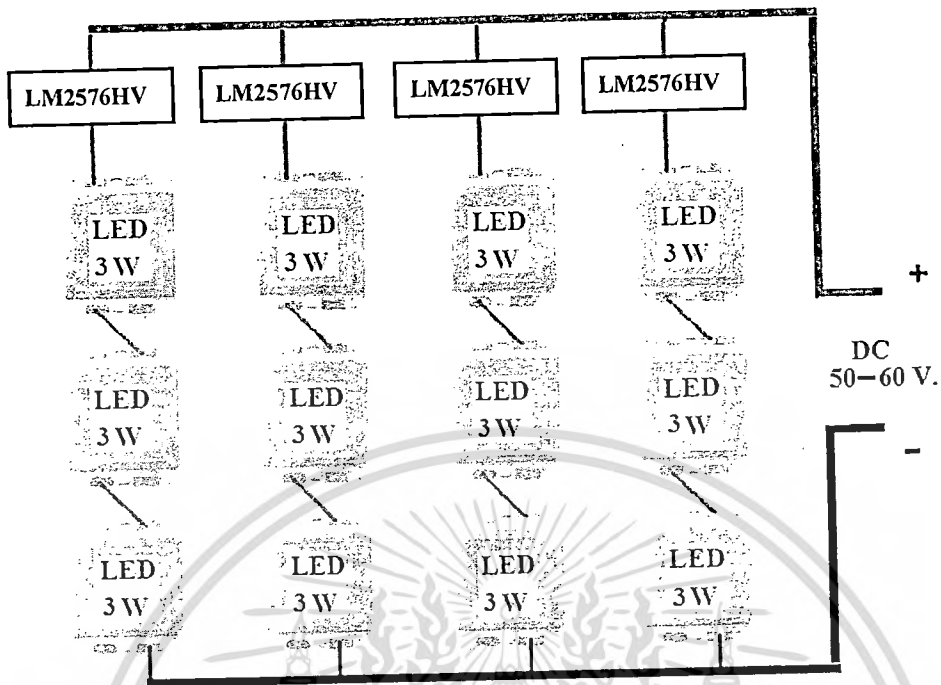 LM2576HV LM2576HV LM2576HV LM2576HV
LED LED LED LED
3 W 3 W 3 W 3 W
+
DC
50–60 V.
LED LED LED LED
3 W 3 W 3 W 3 W
-
LED LED LED LED
3 W 3 W 3 W 3 W